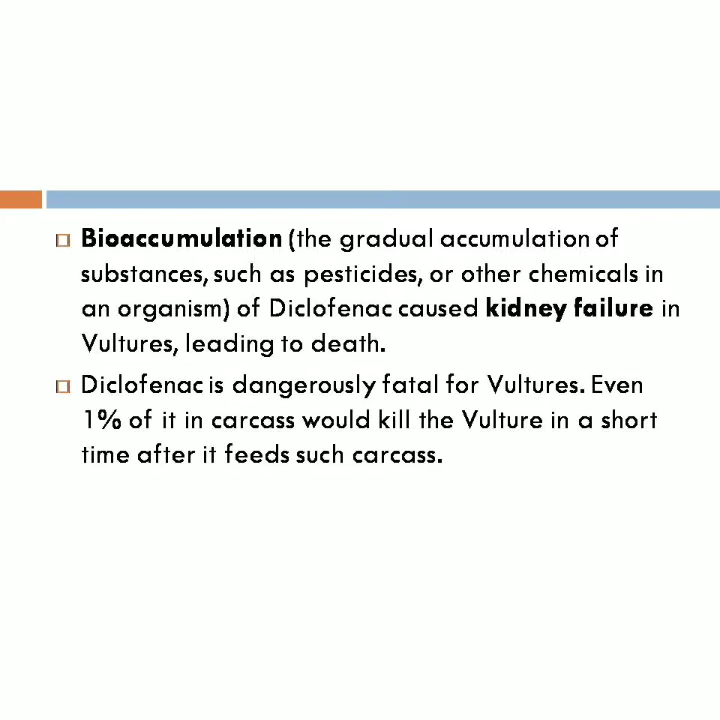 Bioaccumulation (the gradual accumulation of
substances, such as pesticides, or other chemicals in
an organism) of Diclofenac caused kidney failure in
Vultures, leading to death.
Diclofenac is dangerously fatal for Vultures. Even
1% of it in carcass would kill the Vulture in a short
time after it feeds such carcass.